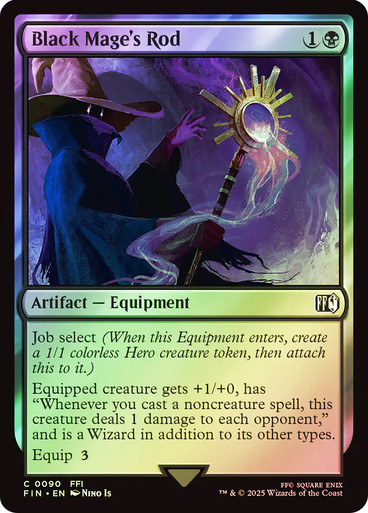 Black Mage's Rod 1
Artifact — Equipment
FFI
Job select (When this Equipment enters, create
a 1/1 colorless Hero creature token, then attach
this to it.)
Equipped creature gets +1/+0, has
“Whenever you cast a noncreature spell, this
creature deals 1 damage to each opponent,”
and is a Wizard in addition to its other types.
Equip 3
C 0090 FFI
FIN • EN Nino Is
FF© SQUARE ENIX
™ & © 2025 Wizards of the Coast